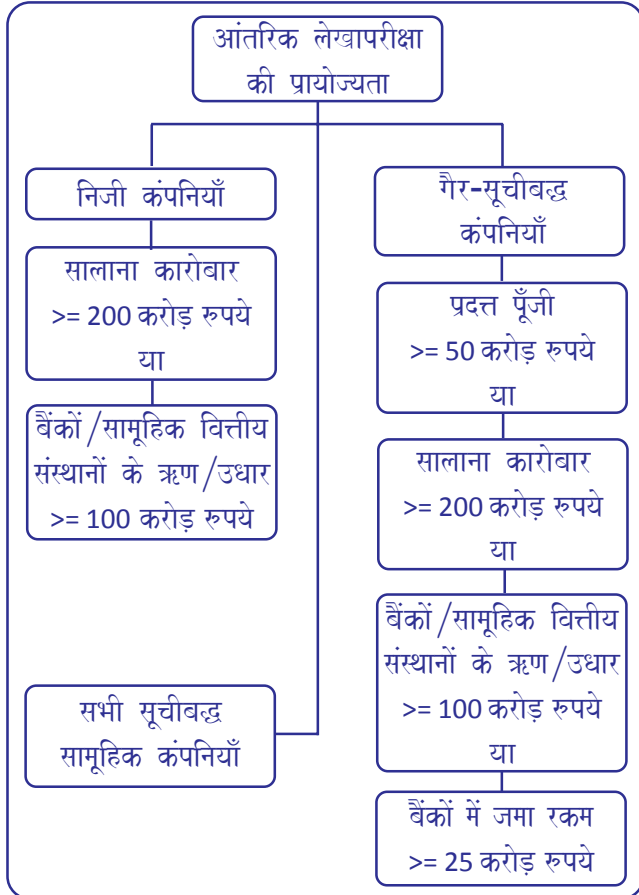 आंतरिक लेखापरीक्षा
की प्रायोज्यता
निजी कंपनियाँ
सालाना कारोबार
>= 200 करोड़ रुपये
या
बैंकों/सामूहिक वित्तीय
संस्थानों के ऋण/उधार
>= 100 करोड़ रुपये
सभी सूचीबद्ध
सामूहिक कंपनियाँ
गैर-सूचीबद्ध
कंपनियाँ
प्रदत्त पूँजी
>= 50 करोड़ रुपये
या
सालाना कारोबार
>= 200 करोड़ रुपये
या
बैंकों/सामूहिक वित्तीय
संस्थानों के ऋण/उधार
>= 100 करोड़ रुपये
या
बैंकों में जमा रकम
>= 25 करोड़ रुपये